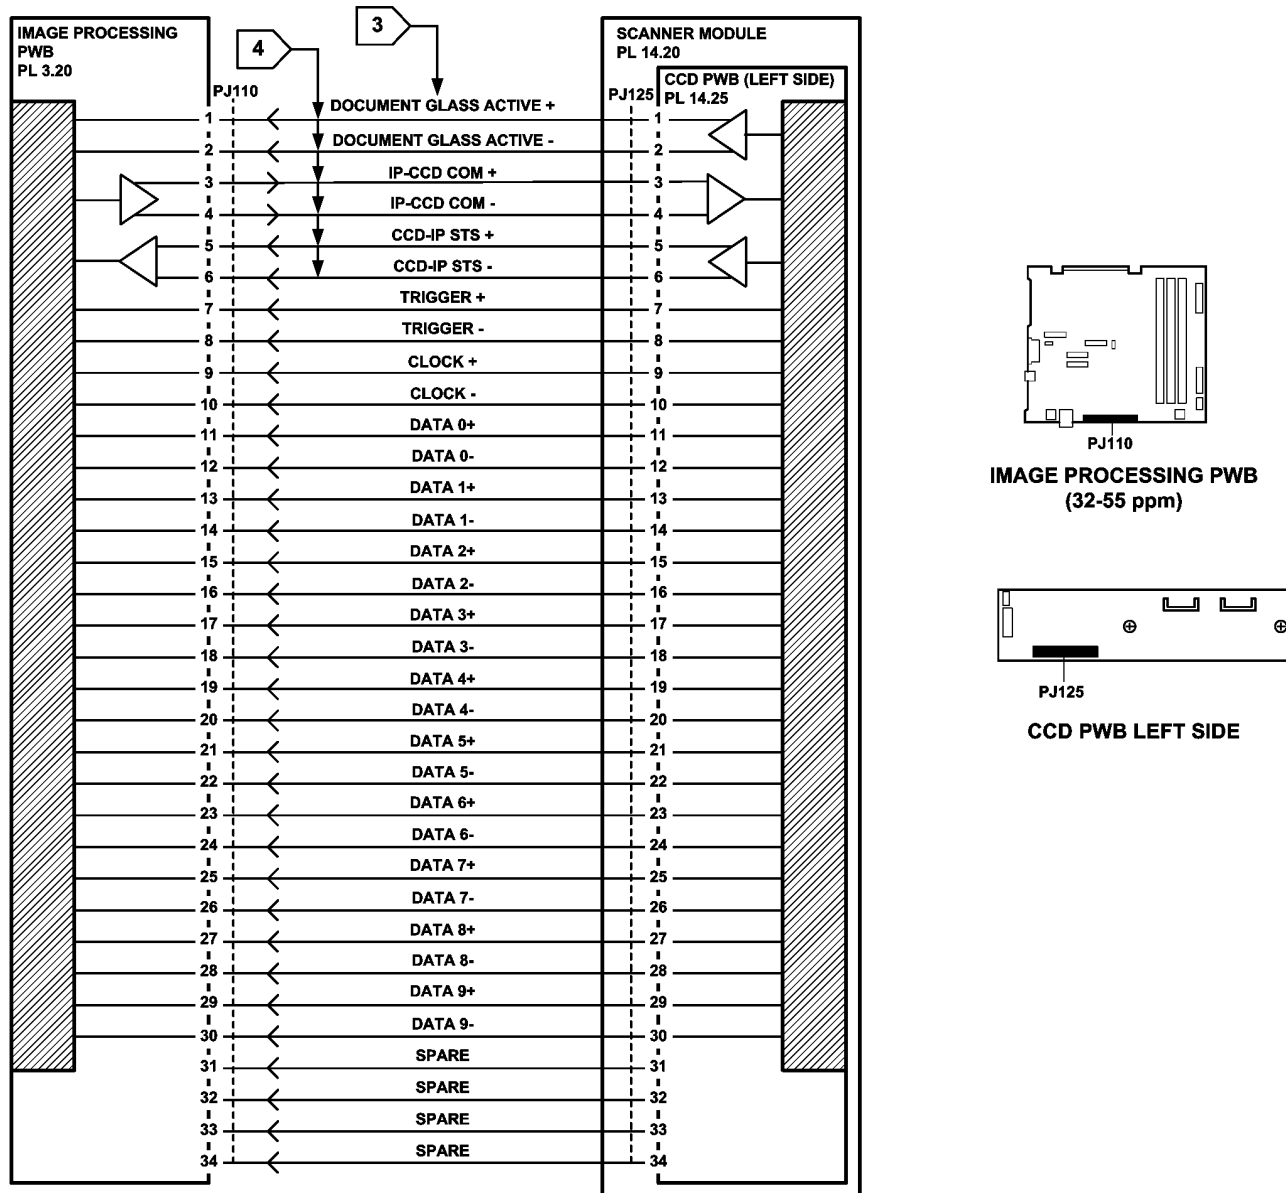 IMAGE PROCESSING
PWB
PL 3.20
4
3
SCANNER MODULE
PL 14.20
CCD PWB (LEFT SIDE)
PL 14.25
PJ110
PJ125
1 DOCUMENT GLASS ACTIVE + 1
2 DOCUMENT GLASS ACTIVE - 2
3 IP-CCD COM + 3
4 IP-CCD COM - 4
5 CCD-IP STS + 5
6 CCD-IP STS - 6
7 TRIGGER + 7
8 TRIGGER - 8
9 CLOCK + 9
10 CLOCK - 10
11 DATA 0+ 11
12 DATA 0- 12
13 DATA 1+ 13
14 DATA 1- 14
15 DATA 2+ 15
16 DATA 2- 16
17 DATA 3+ 17
18 DATA 3- 18
19 DATA 4+ 19
20 DATA 4- 20
21 DATA 5+ 21
22 DATA 5- 22
23 DATA 6+ 23
24 DATA 6- 24
25 DATA 7+ 25
26 DATA 7- 26
27 DATA 8+ 27
28 DATA 8- 28
29 DATA 9+ 29
30 DATA 9- 30
31 SPARE 31
32 SPARE 32
33 SPARE 33
34 SPARE 34
PJ110
IMAGE PROCESSING PWB
(32-55 ppm)
PJ125
CCD PWB LEFT SIDE